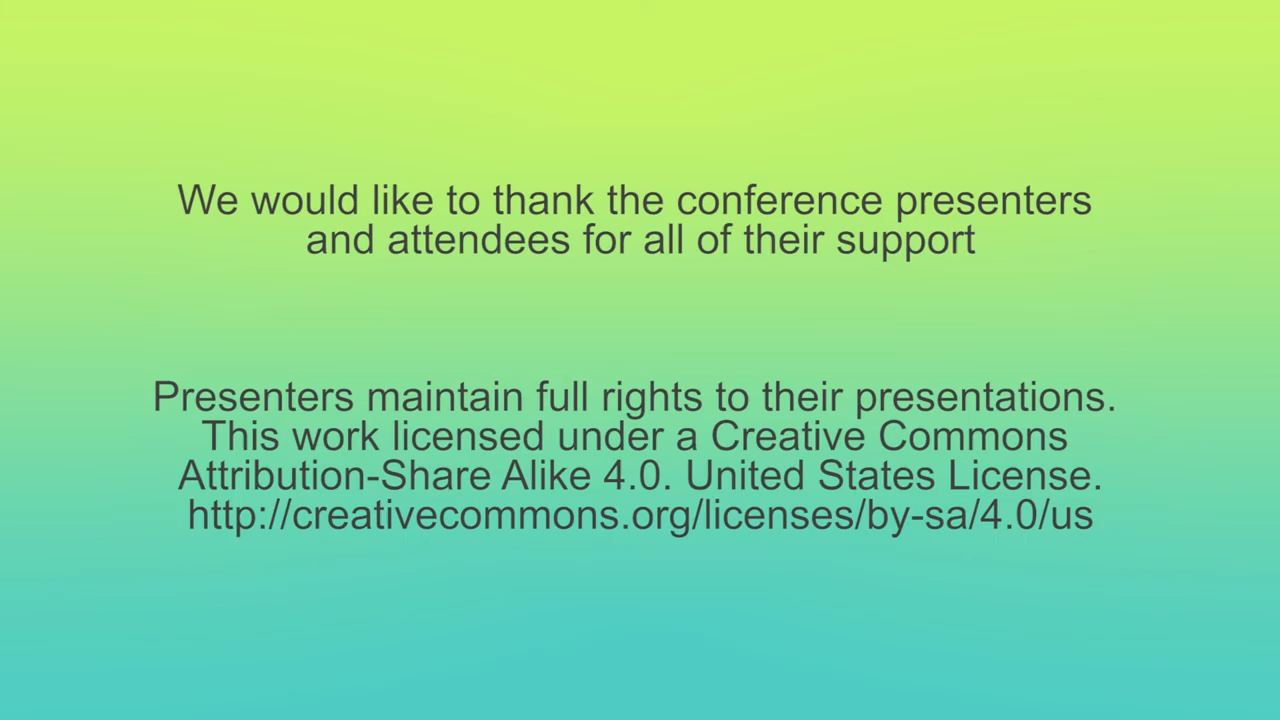 We would like to thank the conference presenters
and attendees for all of their support
Presenters maintain full rights to their presentations.
This work licensed under a Creative Commons
Attribution-Share Alike 4.0. United States License.
http://creativecommons.org/licenses/by-sa/4.0/us